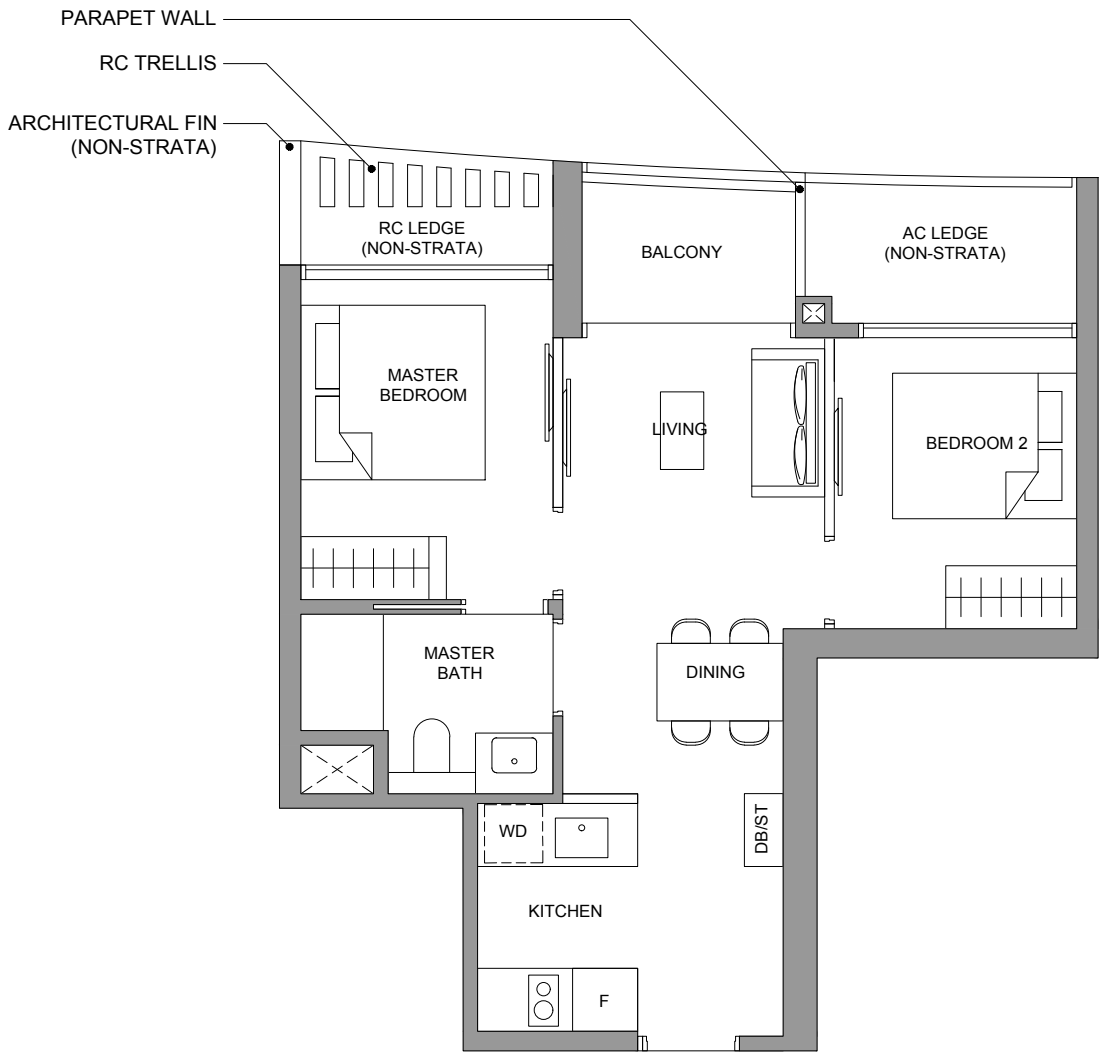 PARAPET WALL
RC TRELLIS
ARCHITECTURAL FIN
(NON-STRATA)
RC LEDGE
(NON-STRATA)
BALCONY
AC LEDGE
(NON-STRATA)
MASTER
BEDROOM
LIVING
BEDROOM 2
MASTER
BATH
DINING
WD
DB/ST
KITCHEN
F